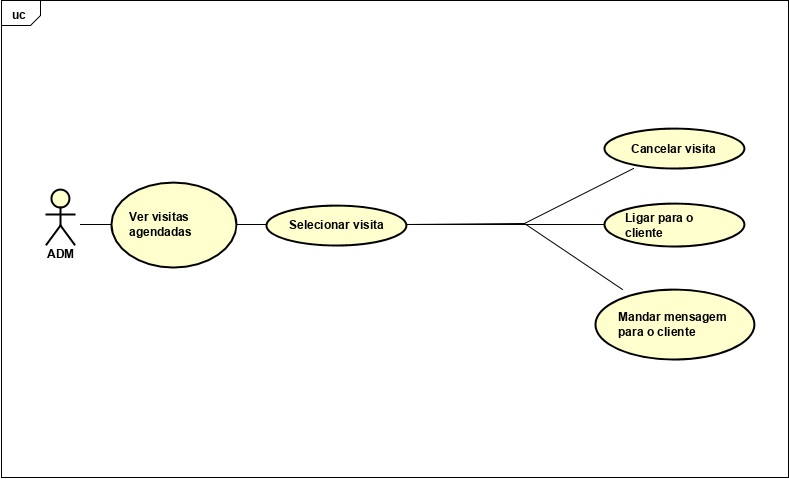 uc
Cancelar visita
Ver visitas
agendadas
Selecionar visita
Ligar para o
cliente
ADM
Mandar mensagem
para o cliente